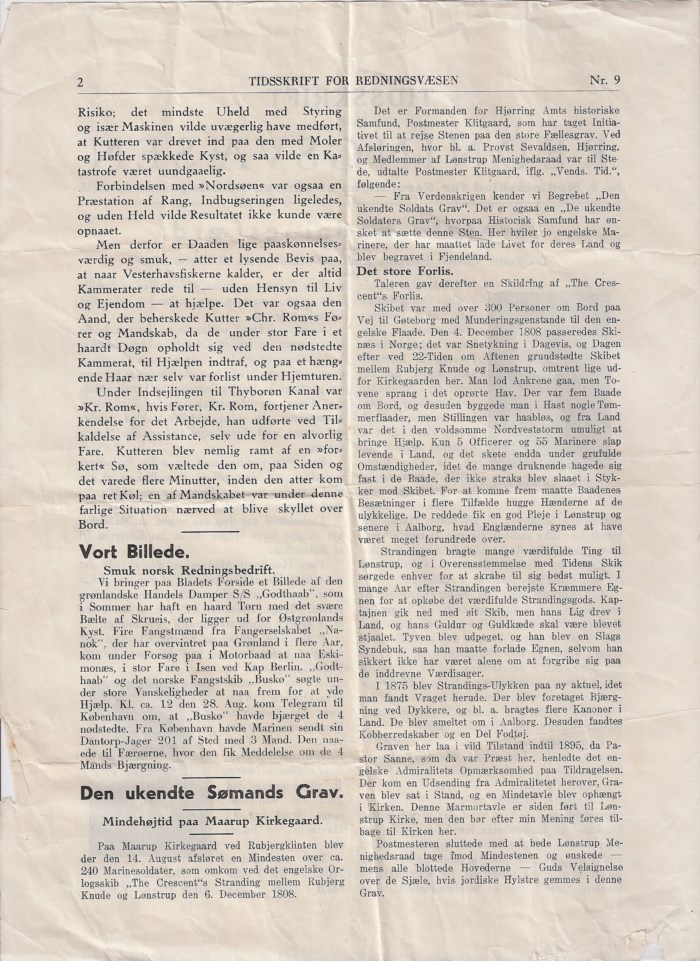 2
TIDSSKRIFT FOR REDNINGSVÆSEN
Nr. 9
Risiko; det mindste Uheld med Styring
og især Maskinen vilde uvægerlig have medført,
at Kutteren var drevet ind paa den med Moler
og Høfder spækkede Kyst, og saa vilde en Ka-
tastrofe været uundgaaelig.
Forbindelsen med »Nordsøen« var ogsaa en
Præstation af Rang, Indbugseringen ligeledes,
og uden Held vilde Resultatet ikke kunde være
opnaaet.
Men derfor er Daaden lige paaskønnelses-
værdig og smuk, — atter et lysende Bevis paa,
at naar Vesterhavsfiskerne kalder, er der altid
Kammerater rede til — uden Hensyn til Liv
og Ejendom — at hjælpe. Det var ogsaa den
Aand, der beherskede Kutter »Chr. Rom«s Fø-
rer og Mandskab, da de under stor Fare i et
haardt Døgn opholdt sig ved den nødstedte
Kammerat, til Hjælpen indtraf, og paa et hæng-
ende Haar nær selv var forlist under Hjemturen.
Under Indsejlingen til Thyborøn Kanal var
»Kr. Rom«, hvis Fører, Kr. Rom, fortjener Aner-
kendelse for det Arbejde, han udførte ved Til-
kaldelse af Assistance, selv ude for en alvorlig
Fare. Kutteren blev nemlig ramt af en »for-
kert« Sø, som væltede den om, paa Siden og
det varede flere Minutter, inden den atter kom
paa ret Køl; en af Mandskabet var under denne
farlige Situation nærved at blive skyllet over
Bord.
Vort Billede.
Smuk norsk Redningsbedrift.
Vi bringer paa Bladets Forside et Billede af den
grønlandske Handels Damper S/S „Godthaab", som
i Sommer har haft en haard Tørn med det svære
Bælte af Skrueis, der ligger ud for Østgrønlands
Kyst. Fire Fangstmænd fra Fangerselskabet „Na-
nok", der har overvintret paa Grønland i flere Aar,
kom under Forsøg paa i Motorbaad at naa Eski-
monæs, i stor Fare i Isen ved Kap Berlin. „Godt-
haab" og det norske Fangstskib „Buskø" søgte un-
der store Vanskeligheder at naa frem for at yde
Hjælp. Kl. ca. 12 den 28. Aug. kom Telegram til
København om, at „Buskø" havde bjærget de 4
nødstedte. Fra København havde Marinen sendt sin
Dantorp-Jager 201 af Sted med 3 Mand. Den naa-
ede til Færøerne, hvor den fik Meddelelse om de 4
Mands Bjærgning.
Den ukendte Sømands Grav.
Mindehøjtid paa Maarup Kirkegaard.
Paa Maarup Kirkegaard ved Rubjergklinten blev
der den 14. August afsløret en Mindesten over ca.
240 Marinesoldater, som omkom ved det engelske Or-
logsskib „The Crescent"s Stranding mellem Rubjerg
Knude og Lønstrup den 6. December 1808.
Det er Formanden for Hjørring Amts historiske
Samfund, Postmester Klitgaard, som har taget Initia-
tivet til at rejse Stenen paa den store Fællesgrav. Ved
Afsløringen, hvor bl. a. Provst Sevaldsen, Hjørring,
og Medlemmer af Lønstrup Menighedsraad var til Ste-
de, udtalte Postmester Klitgaard, iflg. „Vends. Tid.",
følgende:
— Fra Verdenskrigen kender vi Begrebet „Den
ukendte Soldats Grav". Det er ogsaa en „De ukendte
Soldaters Grav", hvorpaa Historisk Samfund har øn-
sket at sætte denne Sten. Her hviler jo engelske Ma-
rinere, der har maattet lade Livet for deres Land og
blev begravet i Fjendeland.
Det store Forlis.
Taleren gav derefter en Skildring af „The Cres-
cent"s Forlis.
Skibet var med over 300 Personer om Bord paa
Vej til Gøteborg med Munderingsgenstande til den en-
gelske Flaade. Den 4. December 1808 passeredes Ski-
næs i Norge; det var Snetykning i Dagevis, og Dagen
efter ved 22-Tiden om Aftenen grundstødte Skibet
mellem Rubjerg Knude og Lønstrup, omtrent lige ud-
for Kirkegaarden her. Man lod Ankrene gaa, men To-
vene sprang i det oprørte Hav. Der var fem Baade
om Bord, og desuden byggede man i Hast nogle Tøm-
merflaader, men Stillingen var haabløs, og fra Land
var det i den voldsomme Nordveststorm umuligt at
bringe Hjælp. Kun 5 Officerer og 55 Marinere slap
levende i Land, og det skete endda under grufulde
Omstændigheder, idet de mange druknende hagede sig
fast i de Baade, der ikke straks blev slaaet i Styk-
ker mod Skibet. For at komme frem maatte Baadenes
Besætninger i flere Tilfælde hugge Hænderne af de
ulykkelige. De reddede fik en god Pleje i Lønstrup og
senere i Aalborg, hvad Englænderne synes at have
været meget forundrede over.
Strandingen bragte mange værdifulde Ting til
Lønstrup, og i Overensstemmelse med Tidens Skik
sørgede enhver for at skrabe til sig bedst muligt. I
mange Aar efter Strandingen berejste Kræmmere Eg-
nen for at opkøbe det værdifulde Strandingsgods. Kap-
tajnen gik ned med sit Skib, men hans Lig drev i
Land, og hans Guldur og Guldkæde skal være blevet
stjaalet. Tyven blev udpeget, og han blev en Slags
Syndebuk, saa han maatte forlade Egnen, selvom han
sikkert ikke har været alene om at forgribe sig paa
de inddrevne Værdisager.
I 1875 blev Strandings-Ulykken paa ny aktuel, idet
man fandt Vraget herude. Der blev foretaget Bjærg-
ning ved Dykkere, og bl. a. bragtes flere Kanoner i
Land. De blev smeltet om i Aalborg. Desuden fandtes
Kobberredskaber og en Del Fodtøj.
Graven her laa i vild Tilstand indtil 1895, da Pa-
stor Sanne, som da var Præst her, henledte det en-
gelske Admiralitets Opmærksomhed paa Tildragelsen.
Der kom en Udsending fra Admiralitetet herover, Gra-
ven blev sat i Stand, og en Mindetavle blev ophængt
i Kirken. Denne Marmortavle er siden ført til Løn-
strup Kirke, men den bør efter min Mening føres til-
bage til Kirken her.
Postmesteren sluttede med at bede Lønstrup Me-
nighedsraad tage imod Mindestenen og ønskede —
mens alle blottede Hovederne — Guds Velsignelse
over de Sjæle, hvis jordiske Hylstre gemmes i denne
Grav.